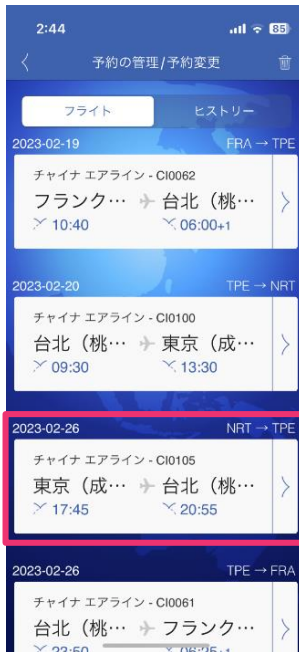 2:44
85
予約の管理/予約変更
フライト
ヒストリー
2023-02-19 FRA → TPE
チャイナ エアライン - CI0062
フランク… 台北（桃…
10:40 06:00+1
2023-02-20 TPE → NRT
チャイナ エアライン - CI0100
台北（桃… 東京（成…
09:30 13:30
2023-02-26 NRT → TPE
チャイナ エアライン - CI0105
東京（成… 台北（桃…
17:45 20:55
2023-02-26 TPE → FRA
チャイナ エアライン - CI0061
台北（桃… フランク…
23:50 06:25+1